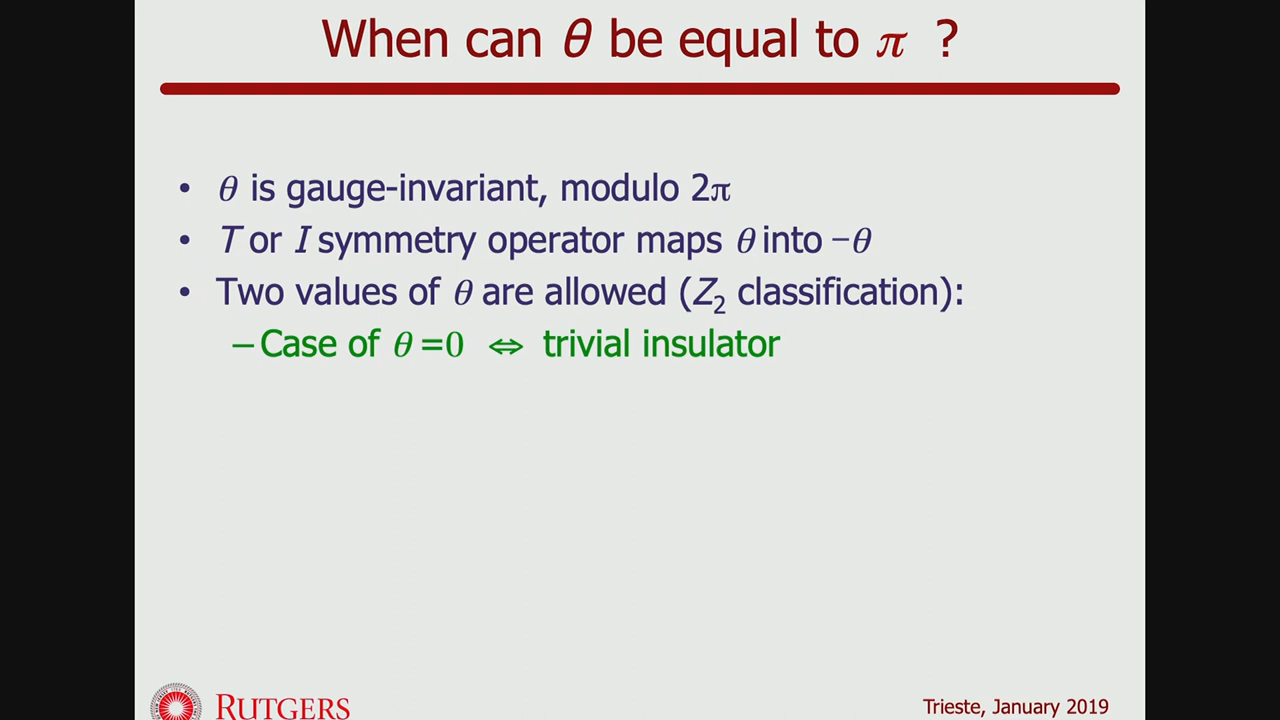 When can θ be equal to π ?
• θ is gauge-invariant, modulo 2π
• T or I symmetry operator maps θ into −θ
• Two values of θ are allowed (Z₂ classification):
– Case of θ =0 ⇔ trivial insulator
RUTGERS
Trieste, January 2019